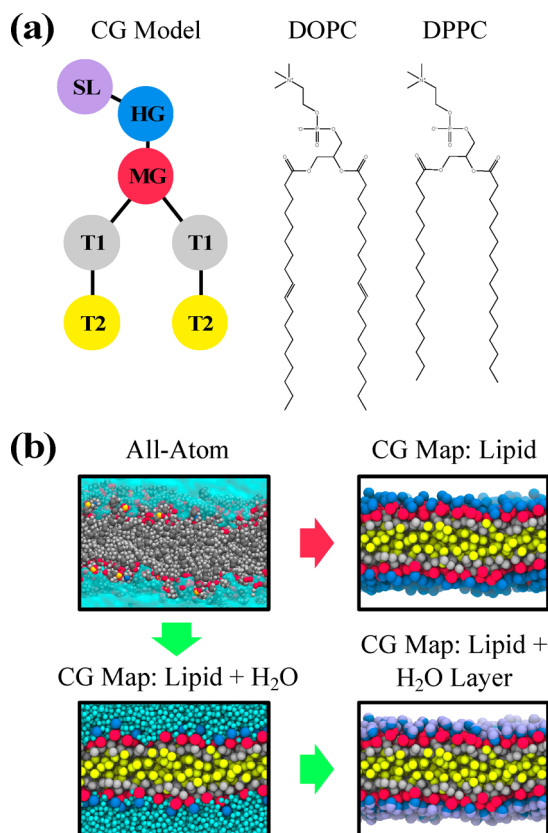 (a) CG Model DOPC DPPC
SL
HG
MG
T1 T1
T2 T2
N⁺
O
O⁻ P O
O
O O
O O
N⁺
O
O⁻ P O
O
O O
O O
(b) All-Atom CG Map: Lipid
CG Map: Lipid + H₂O
CG Map: Lipid +
H₂O Layer